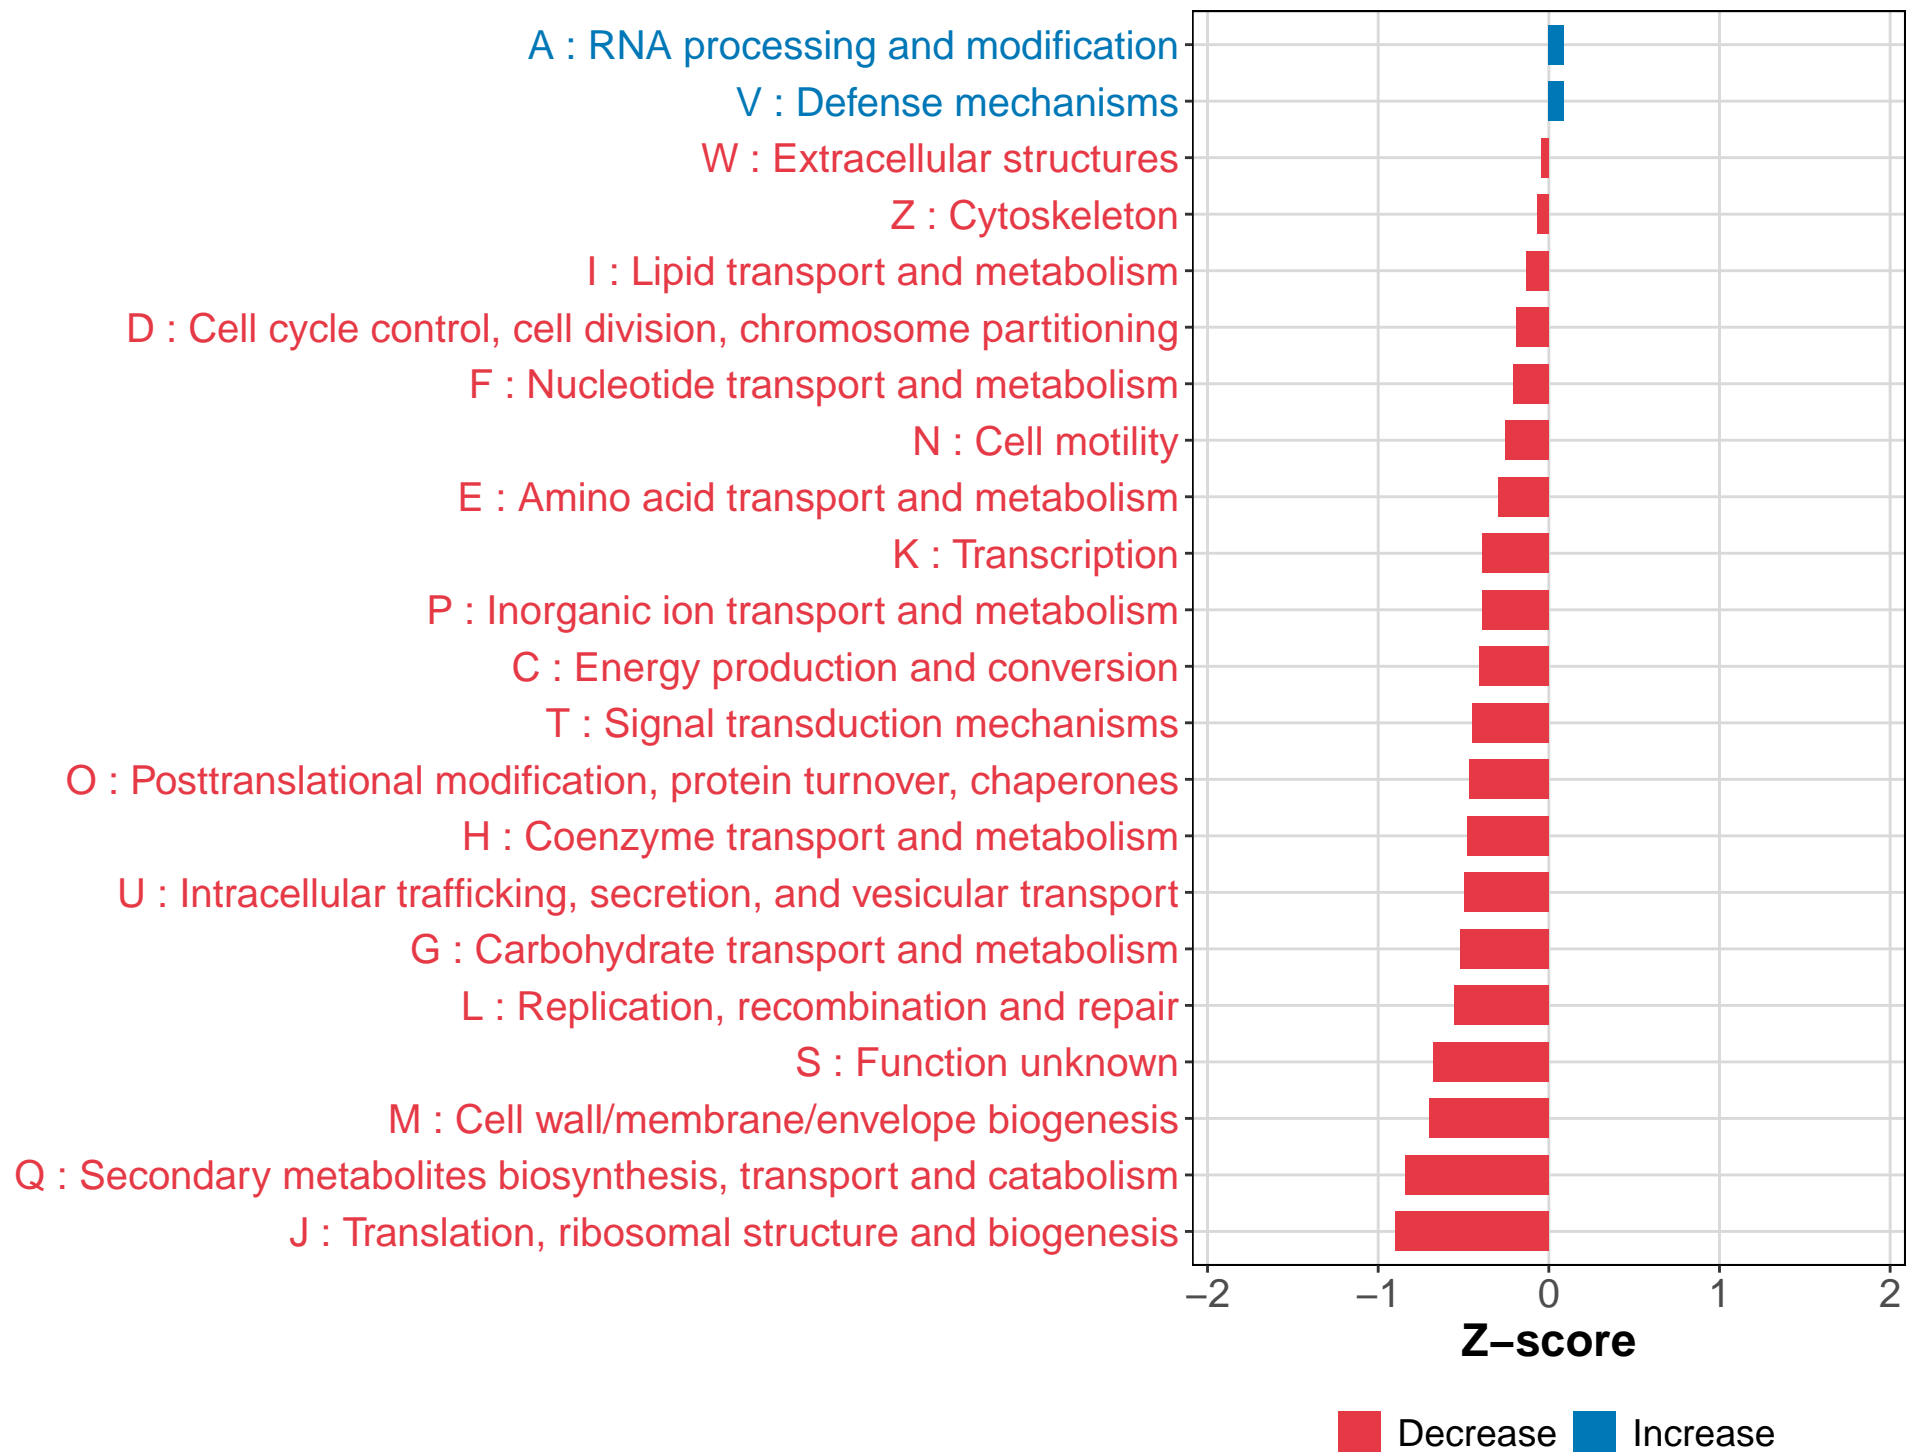 A : RNA processing and modification
V : Defense mechanisms
W : Extracellular structures
Z : Cytoskeleton
I : Lipid transport and metabolism
D : Cell cycle control, cell division, chromosome partitioning
F : Nucleotide transport and metabolism
N : Cell motility
E : Amino acid transport and metabolism
K : Transcription
P : Inorganic ion transport and metabolism
C : Energy production and conversion
T : Signal transduction mechanisms
O : Posttranslational modification, protein turnover, chaperones
H : Coenzyme transport and metabolism
U : Intracellular trafficking, secretion, and vesicular transport
G : Carbohydrate transport and metabolism
L : Replication, recombination and repair
S : Function unknown
M : Cell wall/membrane/envelope biogenesis
Q : Secondary metabolites biosynthesis, transport and catabolism
J : Translation, ribosomal structure and biogenesis
−2 −1 0 1 2
Z−score
Decrease Increase